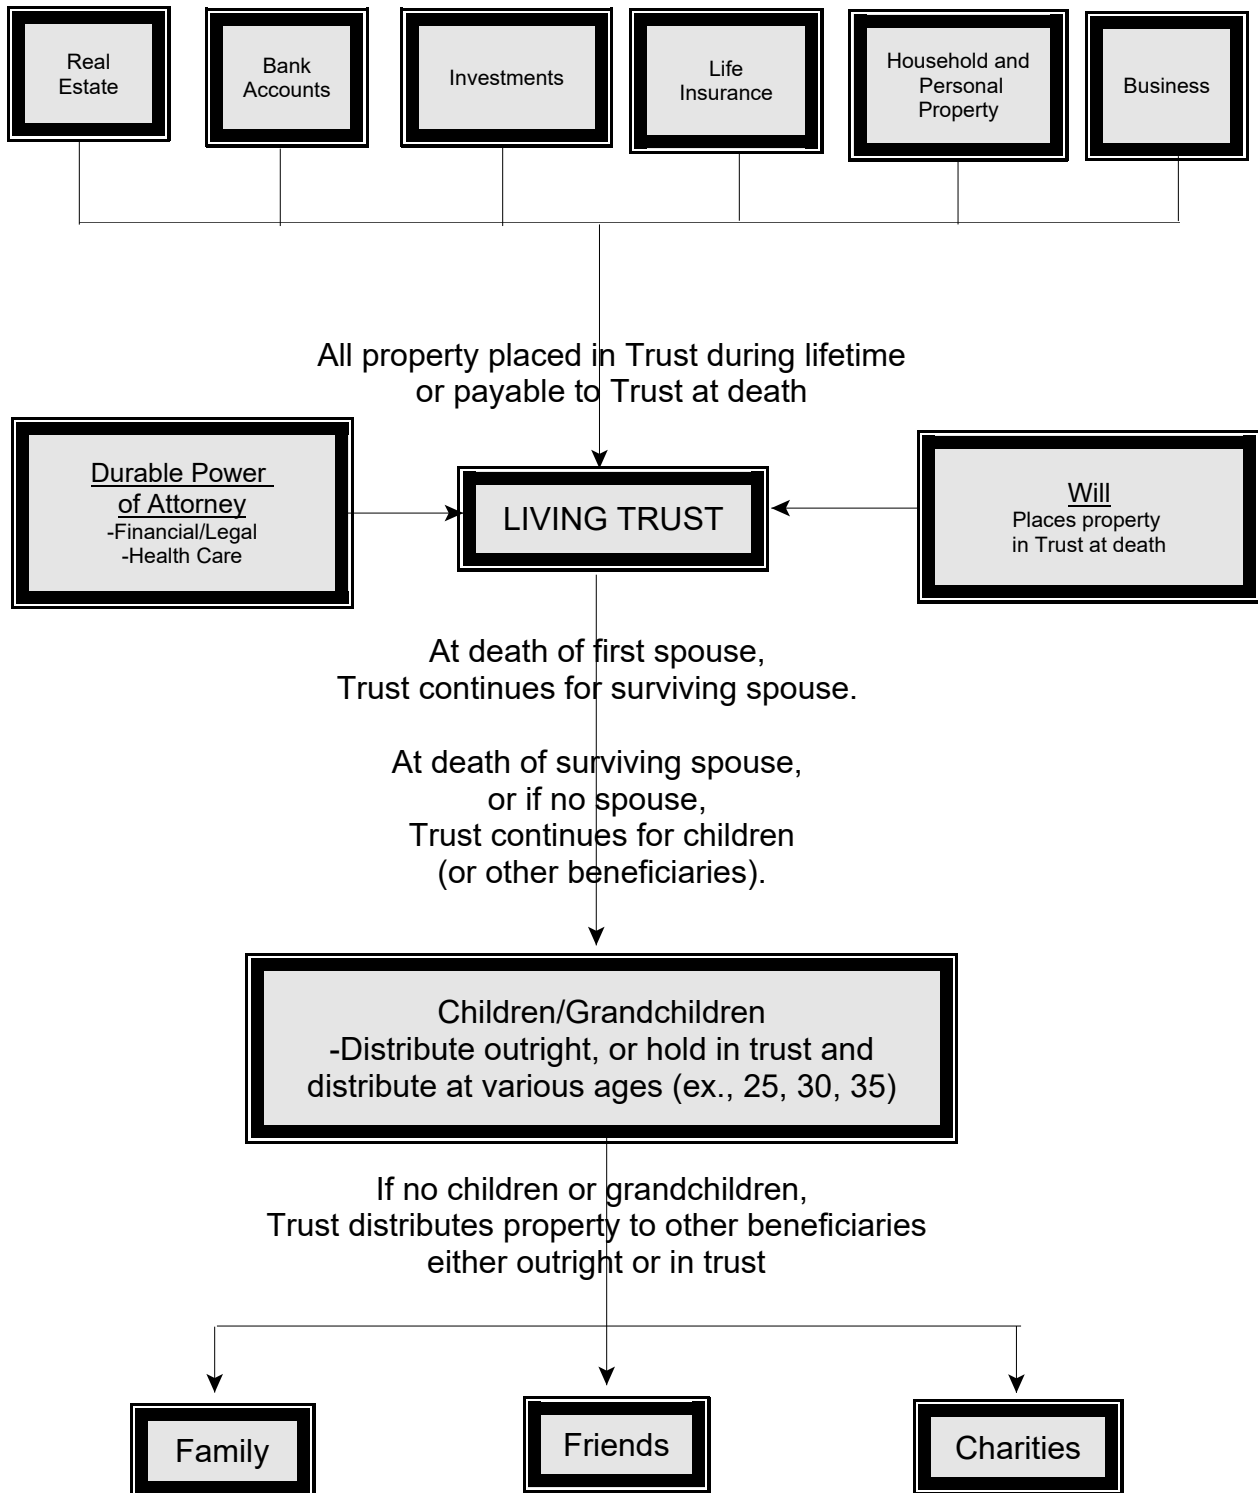 Real
Estate
Bank
Accounts
Investments
Life
Insurance
Household and
Personal
Property
Business
All property placed in Trust during lifetime
or payable to Trust at death
Durable Power
of Attorney
-Financial/Legal
-Health Care
LIVING TRUST
Will
Places property
in Trust at death
At death of first spouse,
Trust continues for surviving spouse.
At death of surviving spouse,
or if no spouse,
Trust continues for children
(or other beneficiaries).
Children/Grandchildren
-Distribute outright, or hold in trust and
distribute at various ages (ex., 25, 30, 35)
If no children or grandchildren,
Trust distributes property to other beneficiaries
either outright or in trust
Family
Friends
Charities